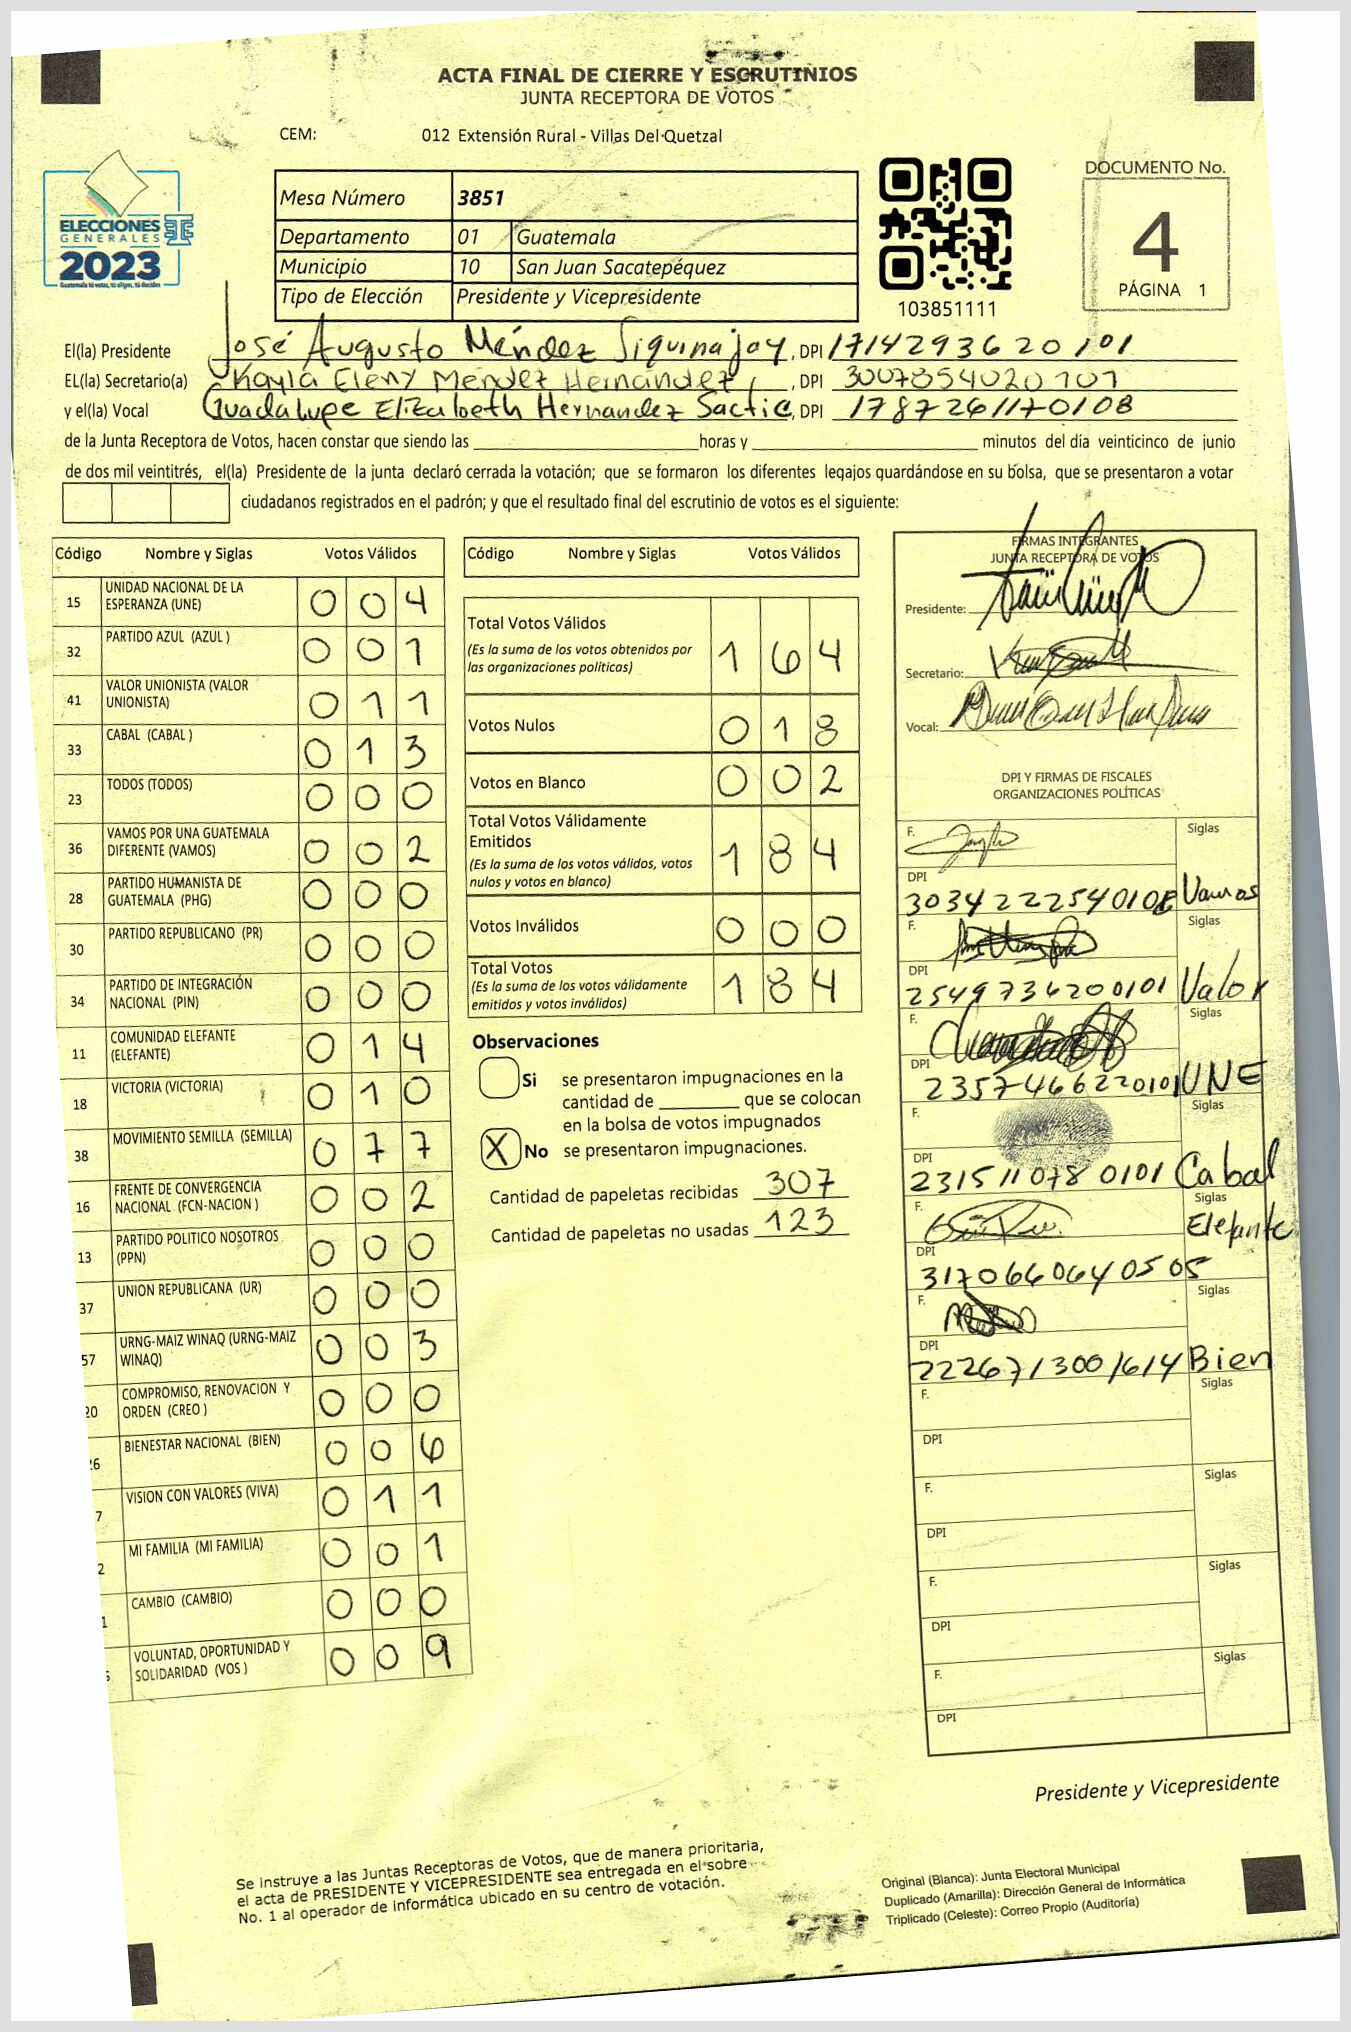 ACTA FINAL DE CIERRE Y ESCRUTINIOS
JUNTA RECEPTORA DE VOTOS
CEM: 012 Extensión Rural - Villas Del Quetzal
ELECCIONES
GENERALES
2023
Guatemala tú votas, tú eliges, tú decides
Mesa Número 3851
Departamento 01 Guatemala
Municipio 10 San Juan Sacatepéquez
Tipo de Elección Presidente y Vicepresidente
103851111
DOCUMENTO No.
4
PÁGINA 1
El(la) Presidente José Augusto Méndez Siquinajay, DPI 1714293620101
EL(la) Secretario(a) Kayla Eleny Méndez Hernández, DPI 3007854020101
y el(la) Vocal Guadalupe Elizabeth Hernandez Sactic, DPI 1787261170108
de la Junta Receptora de Votos, hacen constar que siendo las horas y minutos del día veinticinco de junio
de dos mil veintitrés, el(la) Presidente de la junta declaró cerrada la votación; que se formaron los diferentes legajos guardándose en su bolsa, que se presentaron a votar
ciudadanos registrados en el padrón; y que el resultado final del escrutinio de votos es el siguiente:
Código Nombre y Siglas Votos Válidos
15 UNIDAD NACIONAL DE LA ESPERANZA (UNE) 0 0 4
32 PARTIDO AZUL (AZUL ) 0 0 1
41 VALOR UNIONISTA (VALOR UNIONISTA) 0 1 1
33 CABAL (CABAL ) 0 1 3
23 TODOS (TODOS) 0 0 0
36 VAMOS POR UNA GUATEMALA DIFERENTE (VAMOS) 0 0 2
28 PARTIDO HUMANISTA DE GUATEMALA (PHG) 0 0 0
30 PARTIDO REPUBLICANO (PR) 0 0 0
34 PARTIDO DE INTEGRACIÓN NACIONAL (PIN) 0 0 0
11 COMUNIDAD ELEFANTE (ELEFANTE) 0 1 4
18 VICTORIA (VICTORIA) 0 1 0
38 MOVIMIENTO SEMILLA (SEMILLA) 0 7 7
16 FRENTE DE CONVERGENCIA NACIONAL (FCN-NACION ) 0 0 2
13 PARTIDO POLITICO NOSOTROS (PPN) 0 0 0
37 UNION REPUBLICANA (UR) 0 0 0
57 URNG-MAIZ WINAQ (URNG-MAIZ WINAQ) 0 0 3
20 COMPROMISO, RENOVACION Y ORDEN (CREO ) 0 0 0
26 BIENESTAR NACIONAL (BIEN) 0 0 6
7 VISION CON VALORES (VIVA) 0 1 1
2 MI FAMILIA (MI FAMILIA) 0 0 1
1 CAMBIO (CAMBIO) 0 0 0
VOLUNTAD, OPORTUNIDAD Y SOLIDARIDAD (VOS ) 0 0 9
Código Nombre y Siglas Votos Válidos
Total Votos Válidos 1 6 4
(Es la suma de los votos obtenidos por
las organizaciones políticas)
Votos Nulos 0 1 8
Votos en Blanco 0 0 2
Total Votos Válidamente
Emitidos 1 8 4
(Es la suma de los votos válidos, votos
nulos y votos en blanco)
Votos Inválidos 0 0 0
Total Votos 1 8 4
(Es la suma de los votos válidamente
emitidos y votos inválidos)
Observaciones
Si se presentaron impugnaciones en la
cantidad de que se colocan
en la bolsa de votos impugnados
X No se presentaron impugnaciones.
Cantidad de papeletas recibidas 307
Cantidad de papeletas no usadas 123
FIRMAS INTEGRANTES
JUNTA RECEPTORA DE VOTOS
Presidente:
Secretario:
Vocal:
DPI Y FIRMAS DE FISCALES
ORGANIZACIONES POLÍTICAS
F. Siglas
DPI 3034222540108 Vamos
F. Siglas
DPI 2549736200101 Valor
F. Siglas
DPI 2357466220101 UNE
F. Siglas
DPI 2315110780101 Cabal
F. Siglas
DPI 3170660640505 Elefante
F. Siglas
DPI 2226713001614 Bien
F. Siglas
DPI
F. Siglas
DPI
F. Siglas
DPI
F. Siglas
DPI
Presidente y Vicepresidente
Se instruye a las Juntas Receptoras de Votos, que de manera prioritaria,
el acta de PRESIDENTE Y VICEPRESIDENTE sea entregada en el sobre
No. 1 al operador de informática ubicado en su centro de votación.
Original (Blanca): Junta Electoral Municipal
Duplicado (Amarilla): Dirección General de Informática
Triplicado (Celeste): Correo Propio (Auditoría)